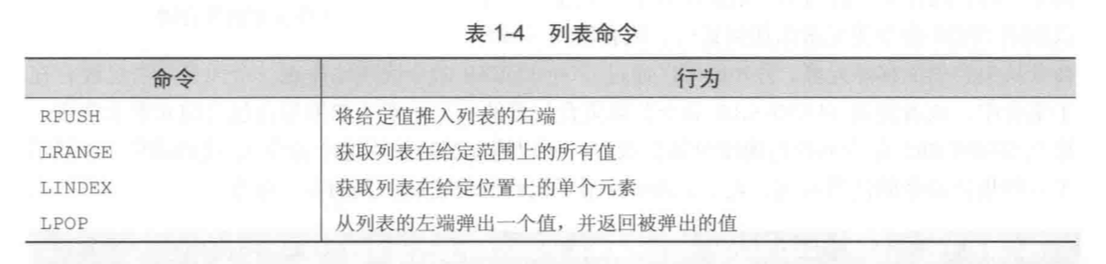 表 1-4 列表命令
命令 行为
RPUSH 将给定值推入列表的右端
LRANGE 获取列表在给定范围上的所有值
LINDEX 获取列表在给定位置上的单个元素
LPOP 从列表的左端弹出一个值，并返回被弹出的值